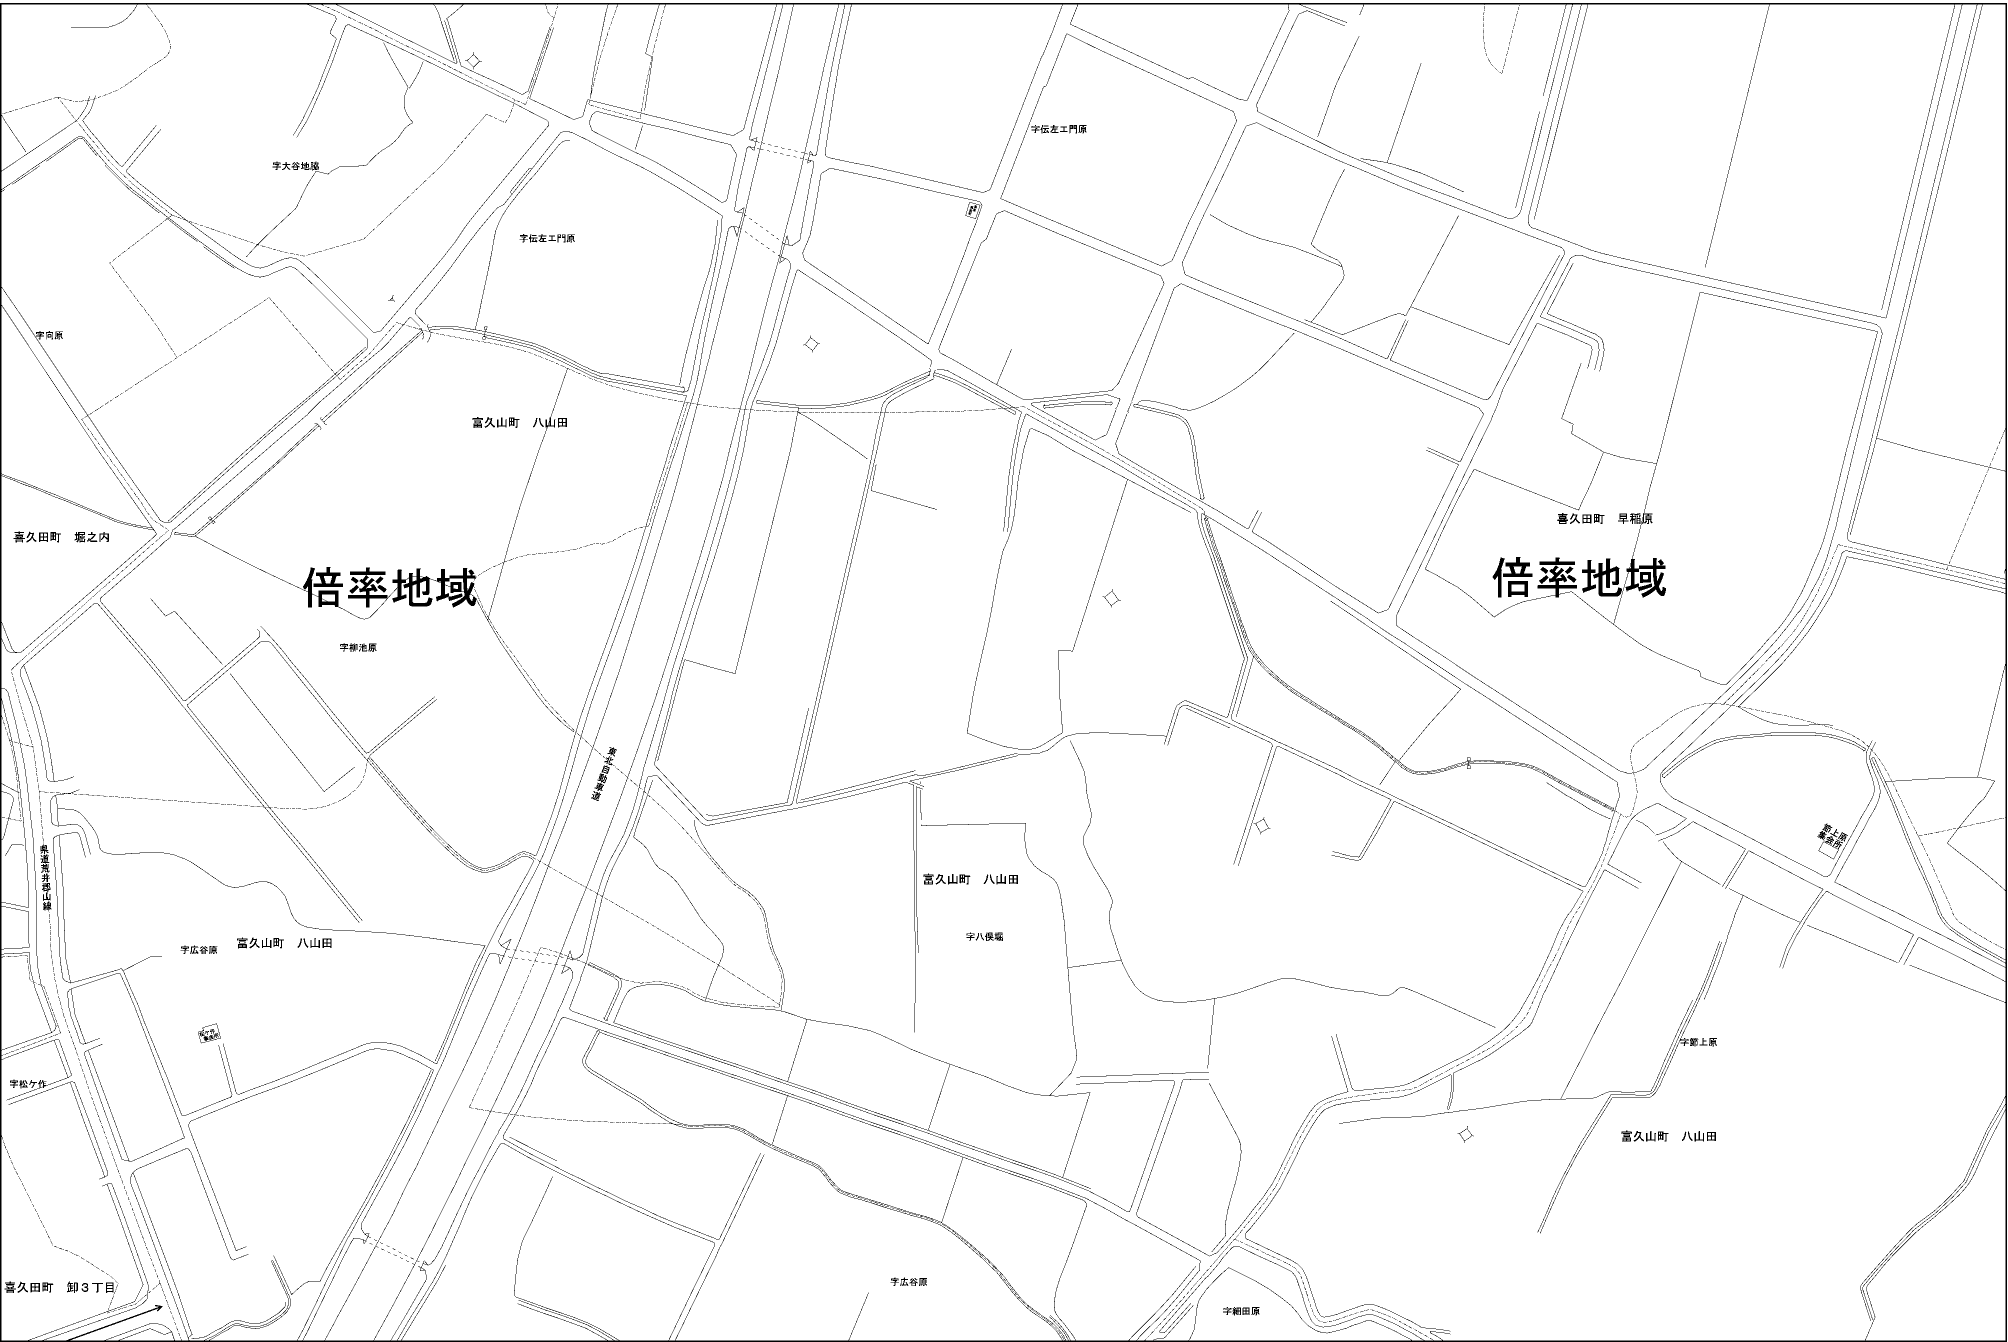 字伝左エ門原
字大谷地脇
字伝左エ門原
字向原
富久山町　八山田
喜久田町　早稲原
喜久田町　堀之内
倍率地域
倍率地域
字柳池原
東北自動車道
節上原
集会所
県道荒井郡山線
富久山町　八山田
字八俣堀
字広谷原
富久山町　八山田
字節上原
字松ケ作
富久山町　八山田
字広谷原
喜久田町　卸３丁目
字細田原